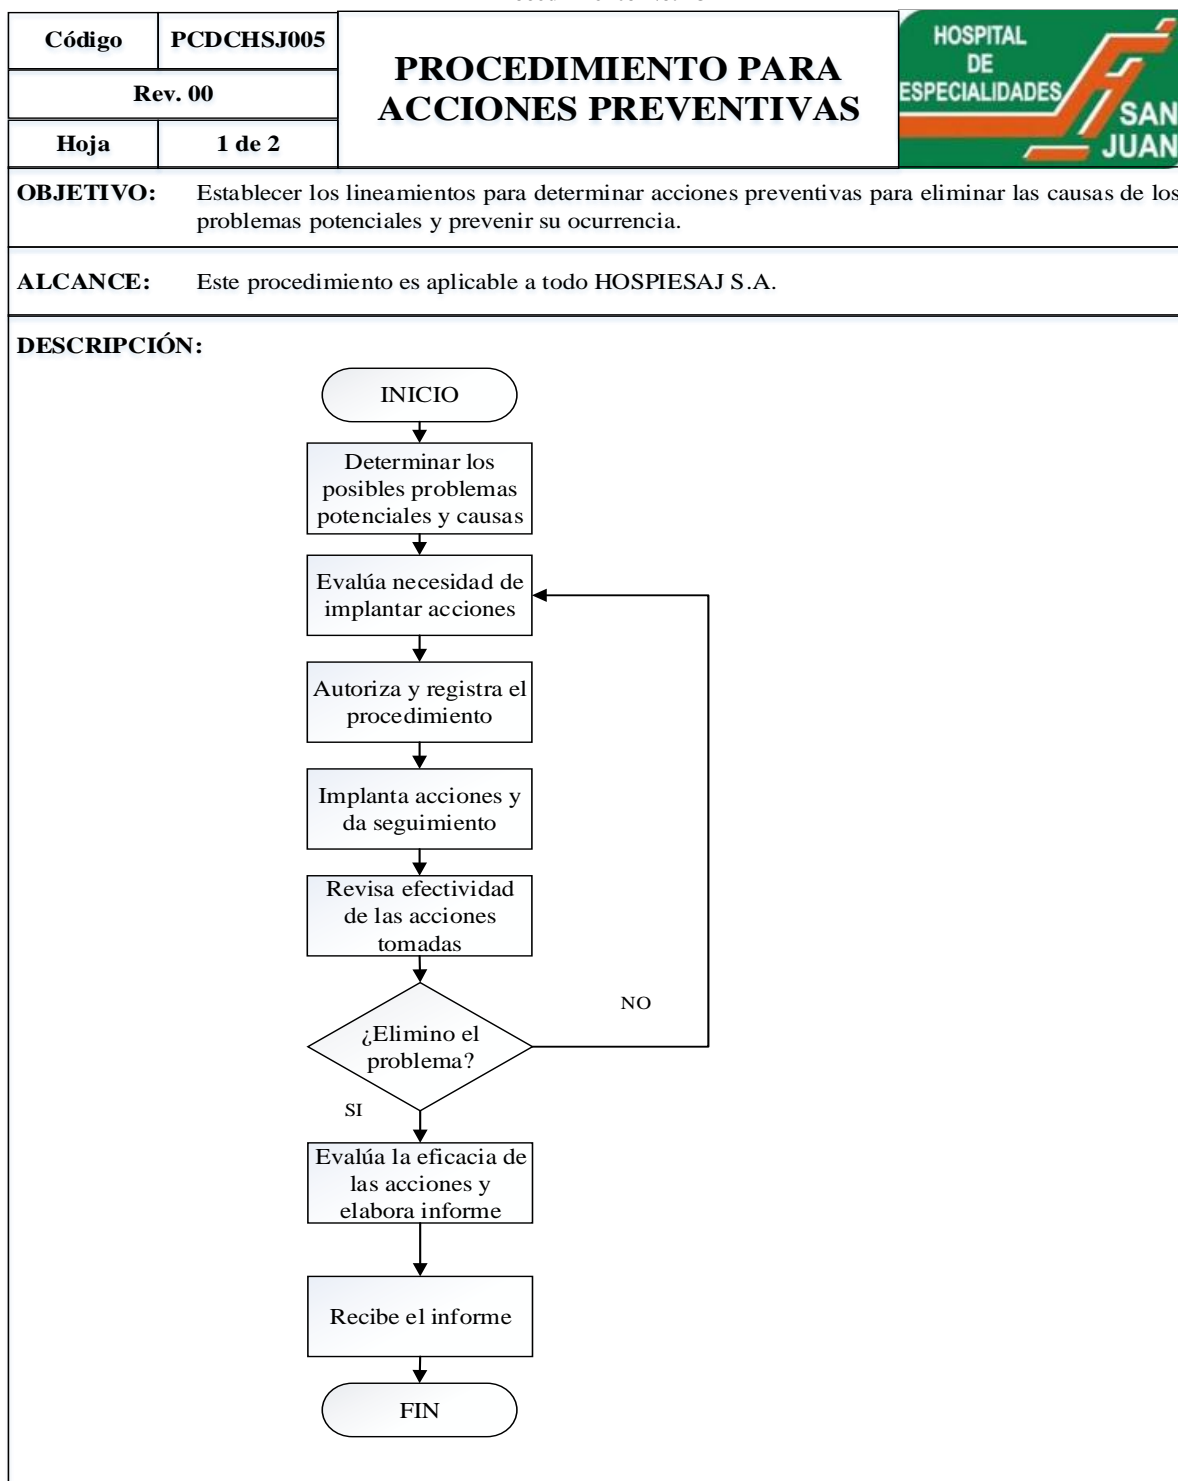 Código PCDCHSJ005
Rev. 00
Hoja 1 de 2
PROCEDIMIENTO PARA
ACCIONES PREVENTIVAS
HOSPITAL
DE
ESPECIALIDADES
SAN
JUAN
OBJETIVO: Establecer los lineamientos para determinar acciones preventivas para eliminar las causas de los
problemas potenciales y prevenir su ocurrencia.
ALCANCE: Este procedimiento es aplicable a todo HOSPIESAJ S.A.
DESCRIPCIÓN:
INICIO
Determinar los
posibles problemas
potenciales y causas
Evalúa necesidad de
implantar acciones
Autoriza y registra el
procedimiento
Implanta acciones y
da seguimiento
Revisa efectividad
de las acciones
tomadas
NO
¿Elimino el
problema?
SI
Evalúa la eficacia de
las acciones y
elabora informe
Recibe el informe
FIN